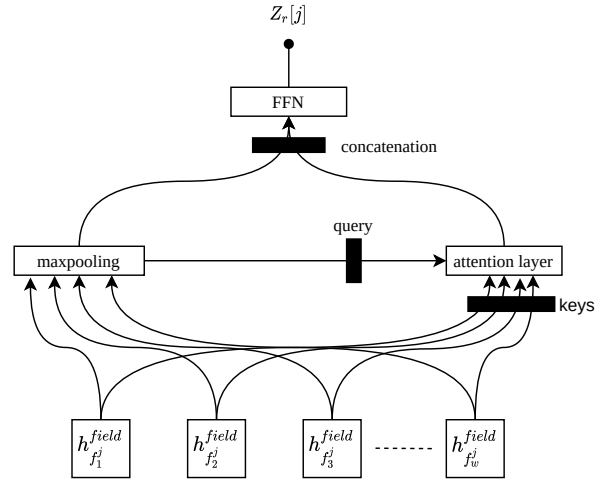 Z_r[j]
FFN
concatenation
query
maxpooling
attention layer
keys
h^{field}_{f_1^j} h^{field}_{f_2^j} h^{field}_{f_3^j} h^{field}_{f_w^j}